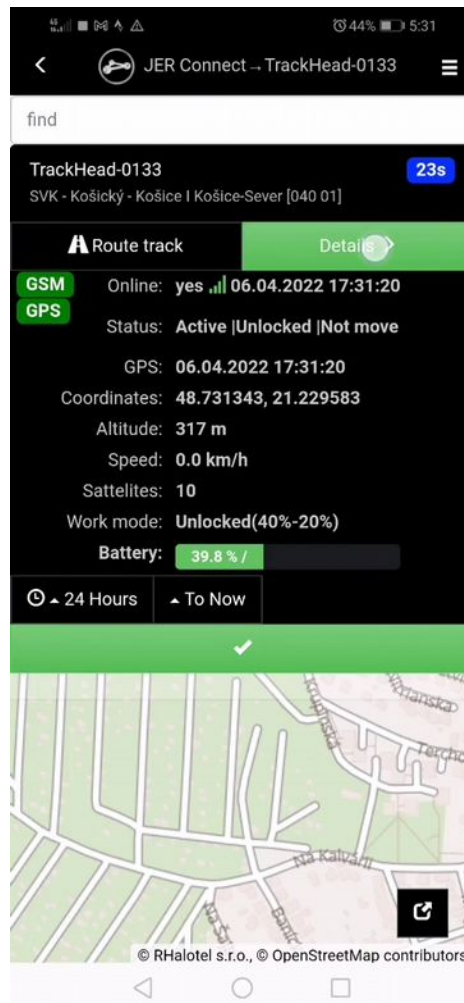 44% 5:31
JER Connect→TrackHead-0133
find
TrackHead-0133
23s
SVK - Košický - Košice I Košice-Sever [040 01]
Route track
Details
GSM
Online: yes 06.04.2022 17:31:20
GPS
Status: Active |Unlocked |Not move
GPS: 06.04.2022 17:31:20
Coordinates: 48.731343, 21.229583
Altitude: 317 m
Speed: 0.0 km/h
Sattelites: 10
Work mode: Unlocked(40%-20%)
Battery: 39.8 % /
24 Hours
To Now
Krupinská
Na Kalvárii
© RHalotel s.r.o., © OpenStreetMap contributors